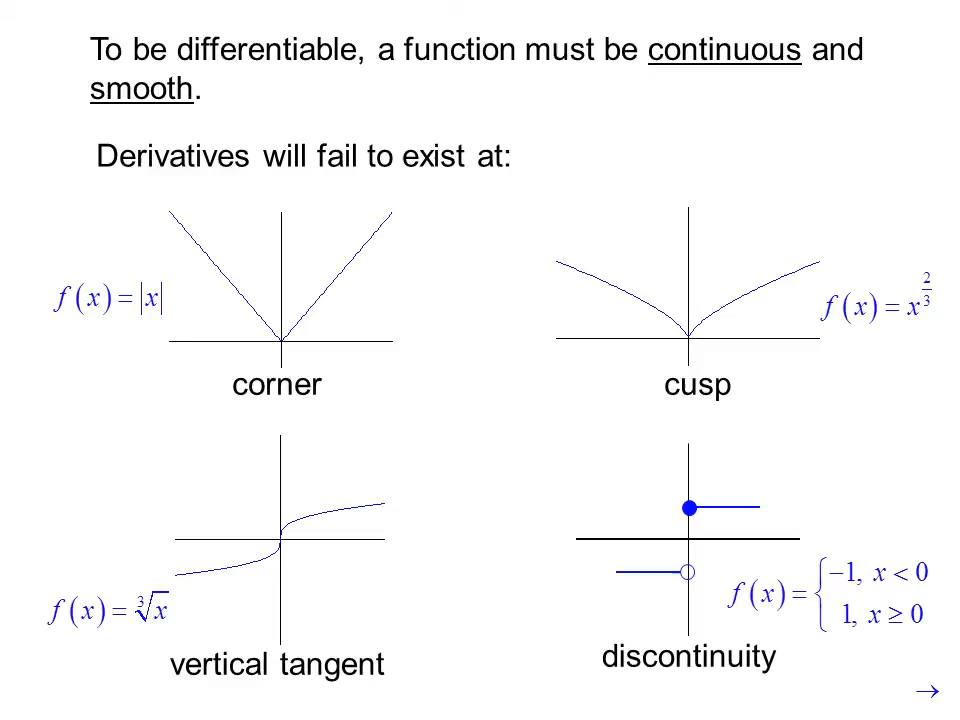 To be differentiable, a function must be continuous and
smooth.
Derivatives will fail to exist at:
f(x) = |x|
corner
f(x) = x^(2/3)
cusp
f(x) = ∛x
vertical tangent
f(x) = { −1, x < 0
1, x ≥ 0
discontinuity
→